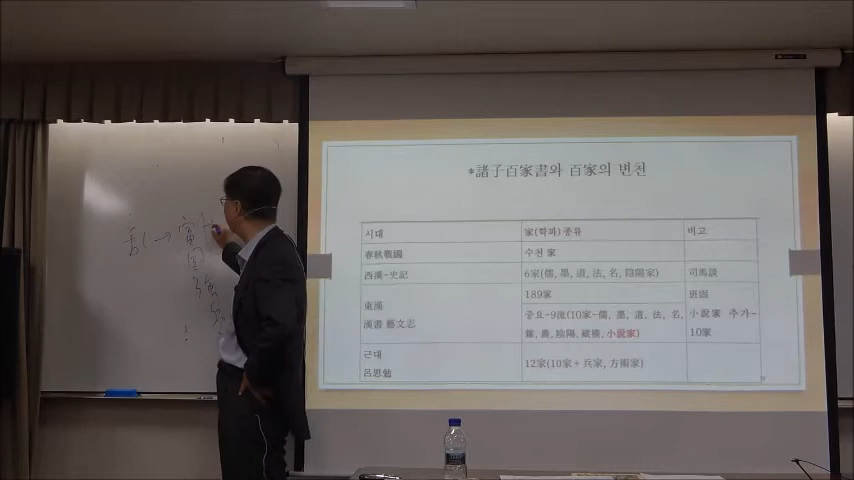 *諸子百家書와 百家의 변천
시대 家(학파) 종류 비고
春秋戰國 수천 家
西漢-史記 6家(儒, 墨, 道, 法, 名, 陰陽家) 司馬談
東漢
漢書 藝文志
189家 班固
중요-9流(10家-儒, 墨, 道, 法, 名, 小說家 추가-
雜, 農, 陰陽, 縱橫, 小說家) 10家
근대
呂思勉
12家(10家 + 兵家, 方術家)
富
國